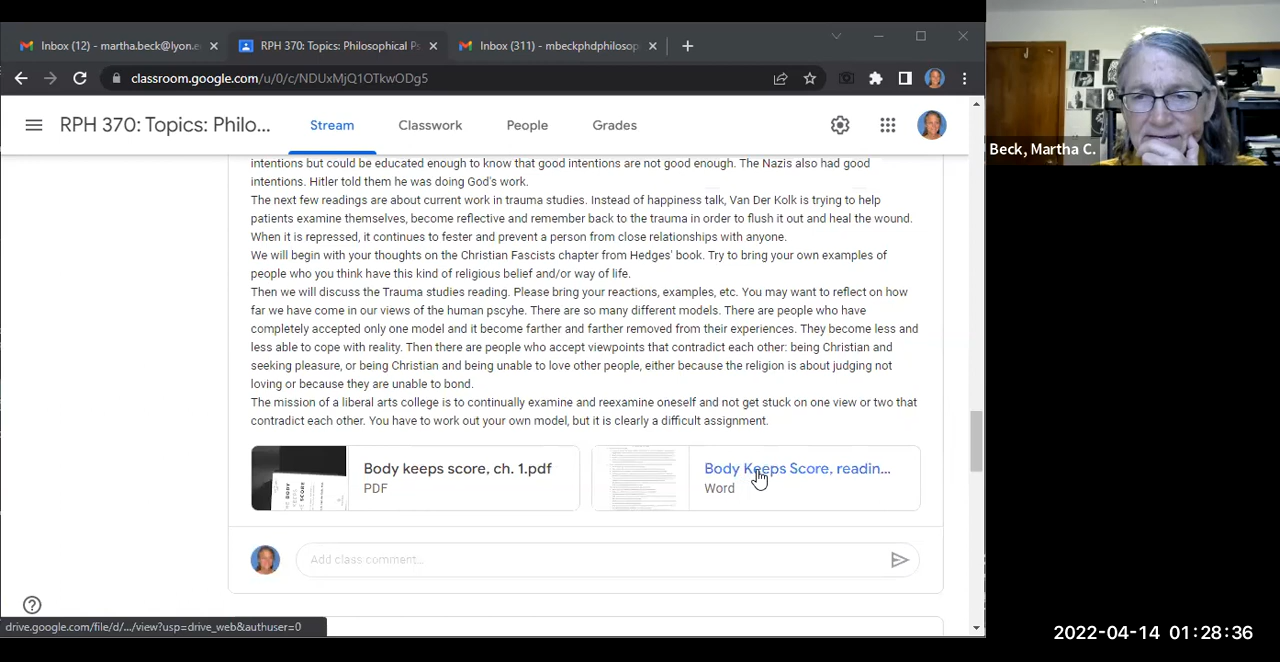 Inbox (12) - martha.beck@lyon.e
RPH 370: Topics: Philosophical Ps
Inbox (311) - mbeckphdphilosop
classroom.google.com/u/0/c/NDUxMjQ1OTkwODg5
RPH 370: Topics: Philo...
Stream
Classwork
People
Grades
intentions but could be educated enough to know that good intentions are not good enough. The Nazis also had good
intentions. Hitler told them he was doing God's work.
The next few readings are about current work in trauma studies. Instead of happiness talk, Van Der Kolk is trying to help
patients examine themselves, become reflective and remember back to the trauma in order to flush it out and heal the wound.
When it is repressed, it continues to fester and prevent a person from close relationships with anyone.
We will begin with your thoughts on the Christian Fascists chapter from Hedges' book. Try to bring your own examples of
people who you think have this kind of religious belief and/or way of life.
Then we will discuss the Trauma studies reading. Please bring your reactions, examples, etc. You may want to reflect on how
far we have come in our views of the human pscyhe. There are so many different models. There are people who have
completely accepted only one model and it become farther and farther removed from their experiences. They become less and
less able to cope with reality. Then there are people who accept viewpoints that contradict each other: being Christian and
seeking pleasure, or being Christian and being unable to love other people, either because the religion is about judging not
loving or because they are unable to bond.
The mission of a liberal arts college is to continually examine and reexamine oneself and not get stuck on one view or two that
contradict each other. You have to work out your own model, but it is clearly a difficult assignment.
Body keeps score, ch. 1.pdf
PDF
Body Keeps Score, readin...
Word
Add class comment...
drive.google.com/file/d/.../view?usp=drive_web&authuser=0
Beck, Martha C.
2022-04-14 01:28:36